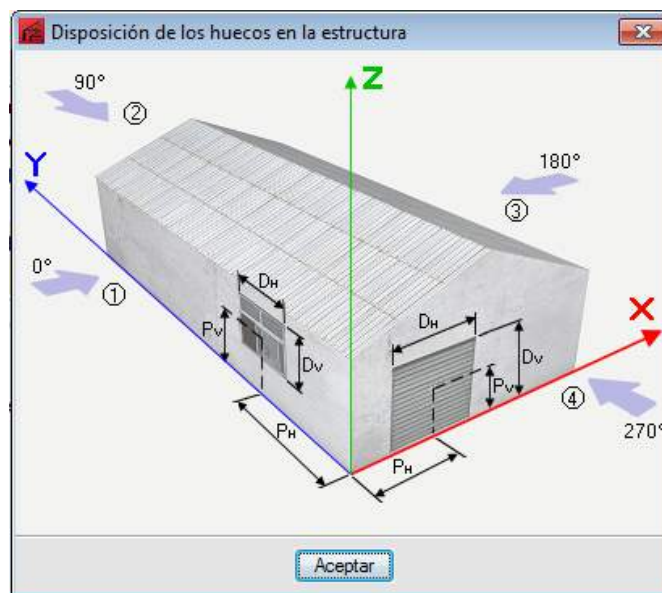 Disposición de los huecos en la estructura
90°
②
Z
Y
180°
③
0°
①
DH
PV
DV
DH
X
DV
PV
④
270°
PH
PH
Aceptar